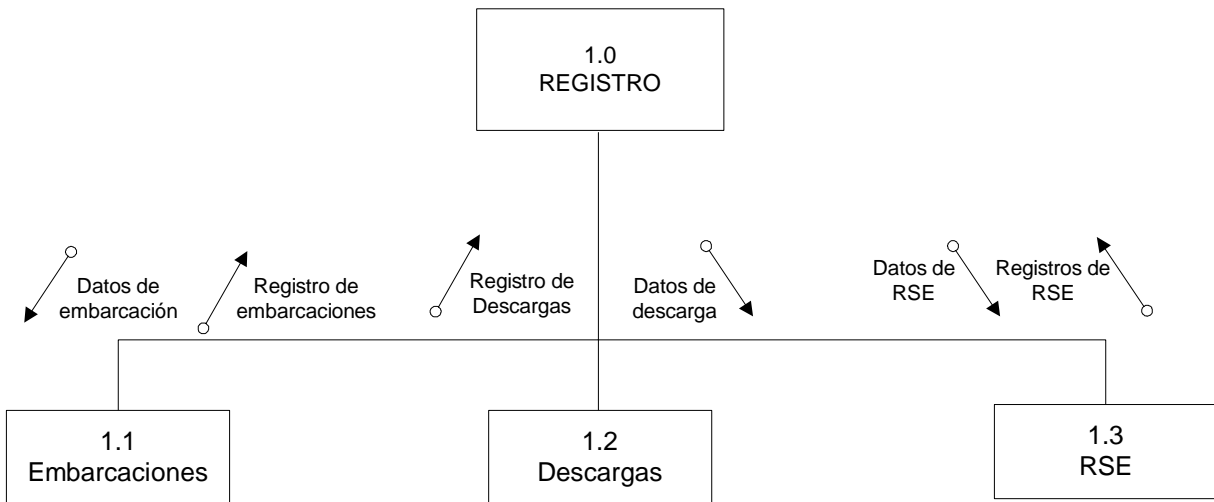 1.0
REGISTRO
Datos de
embarcación
Registro de
embarcaciones
Registro de
Descargas
Datos de
descarga
Datos de
RSE
Registros de
RSE
1.1
Embarcaciones
1.2
Descargas
1.3
RSE